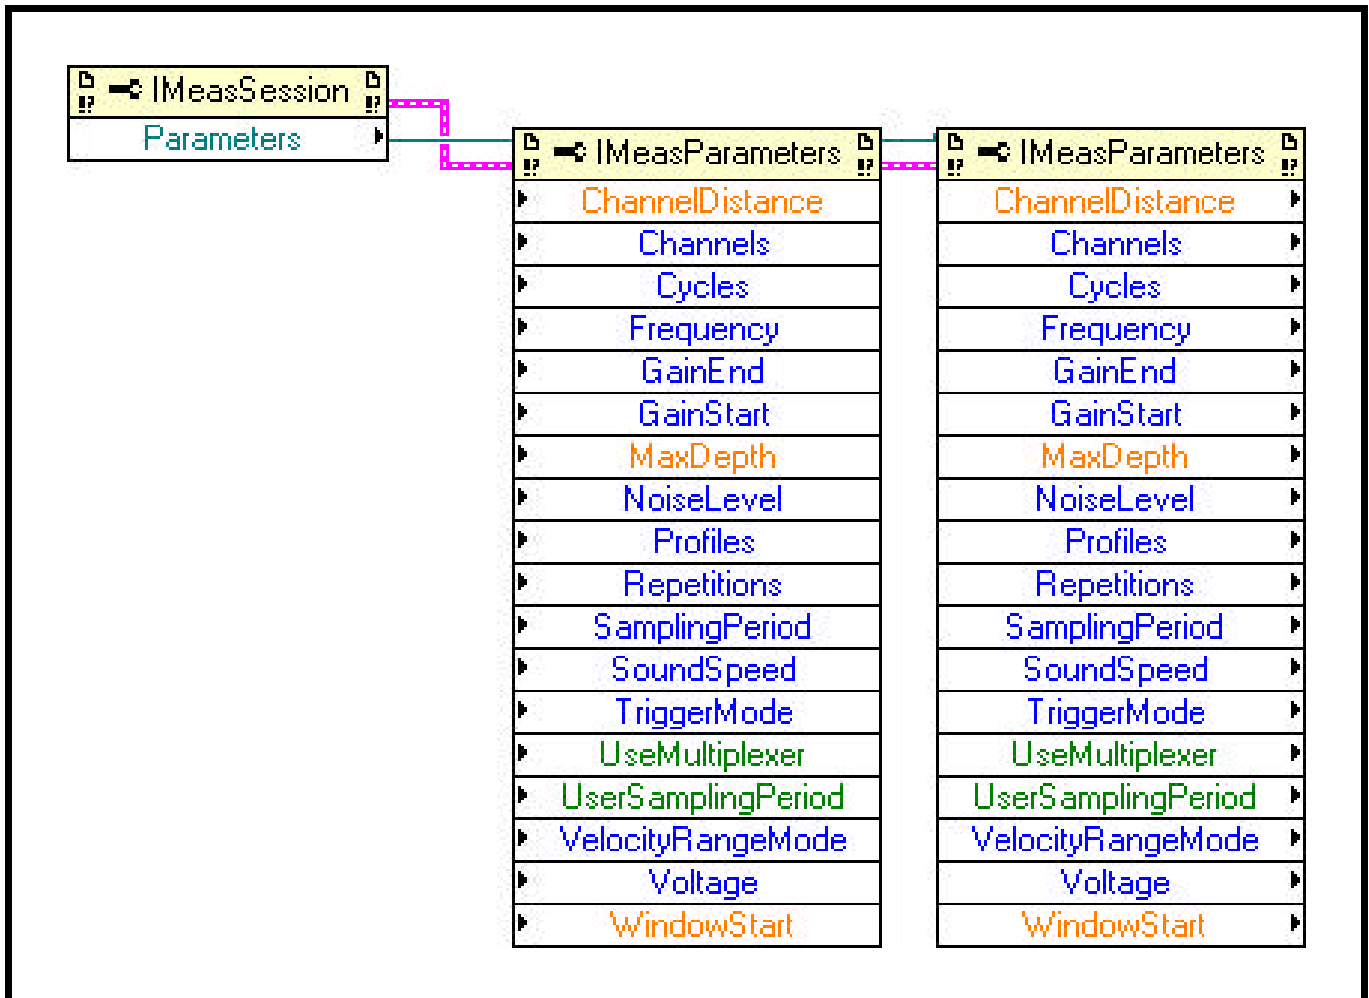 IMeasSession
Parameters
IMeasParameters
ChannelDistance
Channels
Cycles
Frequency
GainEnd
GainStart
MaxDepth
NoiseLevel
Profiles
Repetitions
SamplingPeriod
SoundSpeed
TriggerMode
UseMultiplexer
UserSamplingPeriod
VelocityRangeMode
Voltage
WindowStart
IMeasParameters
ChannelDistance
Channels
Cycles
Frequency
GainEnd
GainStart
MaxDepth
NoiseLevel
Profiles
Repetitions
SamplingPeriod
SoundSpeed
TriggerMode
UseMultiplexer
UserSamplingPeriod
VelocityRangeMode
Voltage
WindowStart